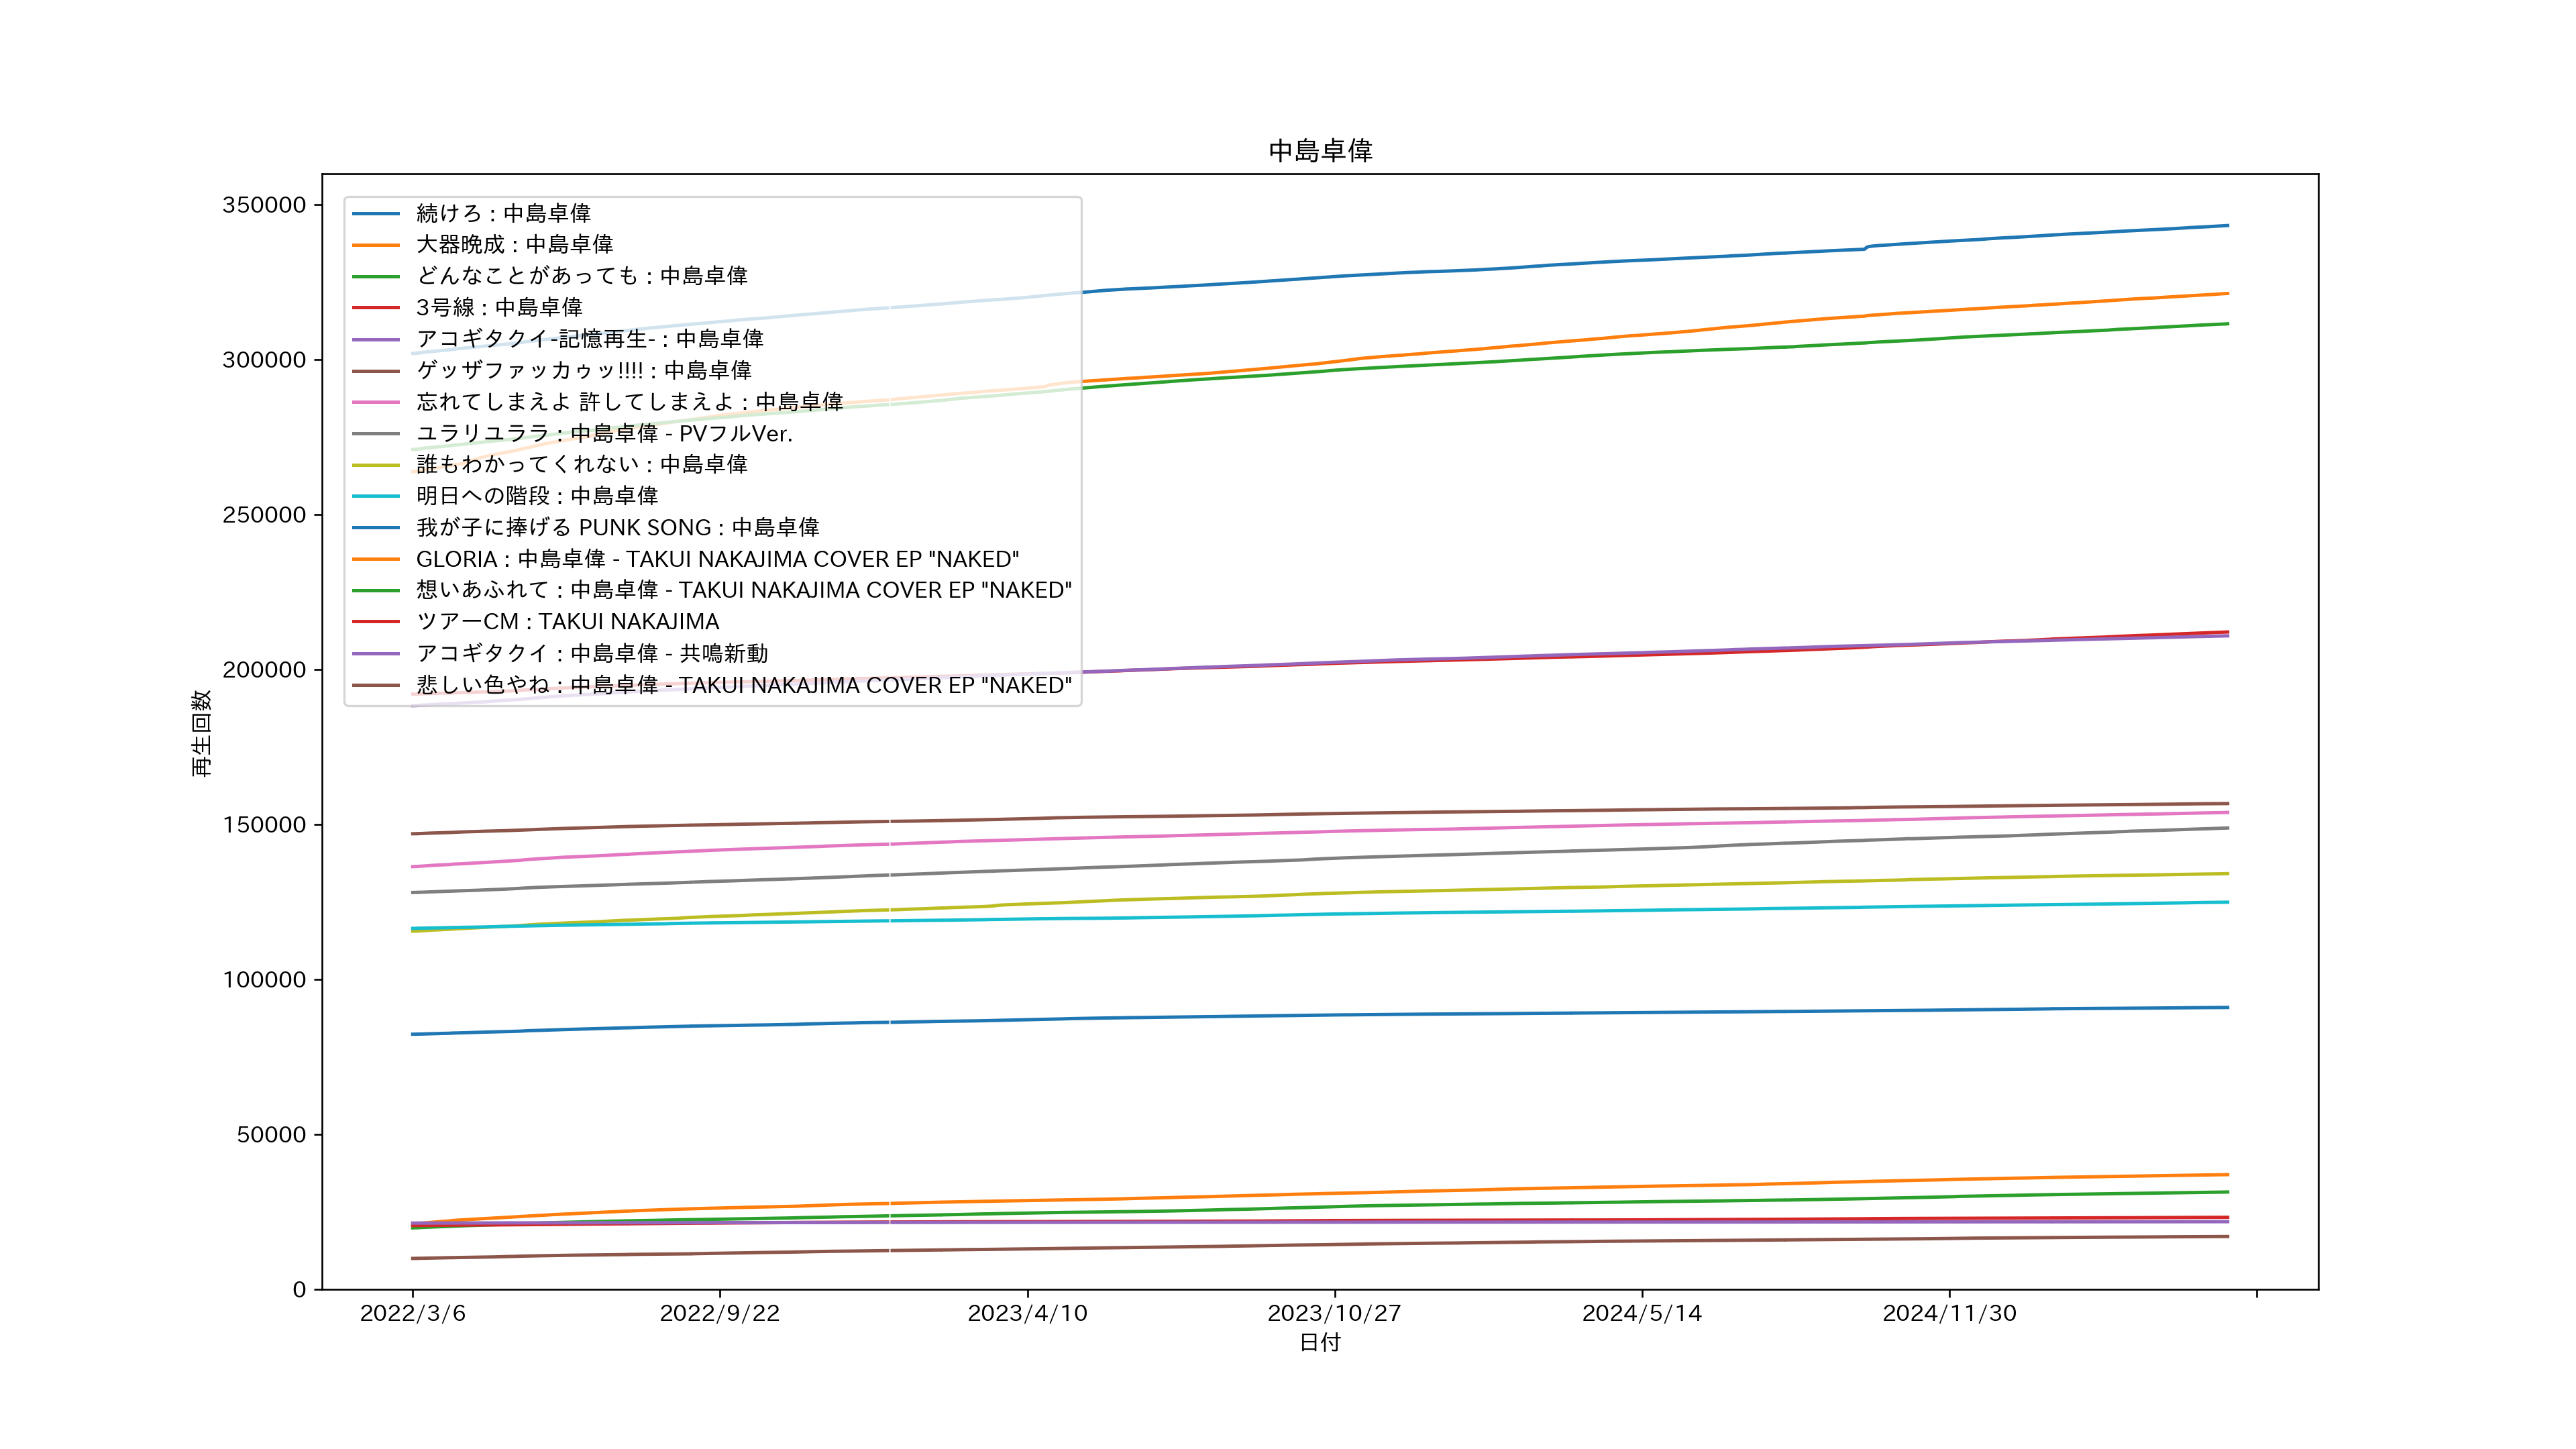 中島卓偉
350000
300000
250000
200000
150000
100000
50000
0
再生回数
続けろ : 中島卓偉
大器晩成 : 中島卓偉
どんなことがあっても : 中島卓偉
3号線 : 中島卓偉
アコギタクイ-記憶再生- : 中島卓偉
ゲッザファッカゥッ!!!! : 中島卓偉
忘れてしまえよ 許してしまえよ : 中島卓偉
ユラリユララ : 中島卓偉 - PVフルVer.
誰もわかってくれない : 中島卓偉
明日への階段 : 中島卓偉
我が子に捧げる PUNK SONG : 中島卓偉
GLORIA : 中島卓偉 - TAKUI NAKAJIMA COVER EP "NAKED"
想いあふれて : 中島卓偉 - TAKUI NAKAJIMA COVER EP "NAKED"
ツアーCM : TAKUI NAKAJIMA
アコギタクイ : 中島卓偉 - 共鳴新動
悲しい色やね : 中島卓偉 - TAKUI NAKAJIMA COVER EP "NAKED"
2022/3/6 2022/9/22 2023/4/10 2023/10/27 2024/5/14 2024/11/30
日付